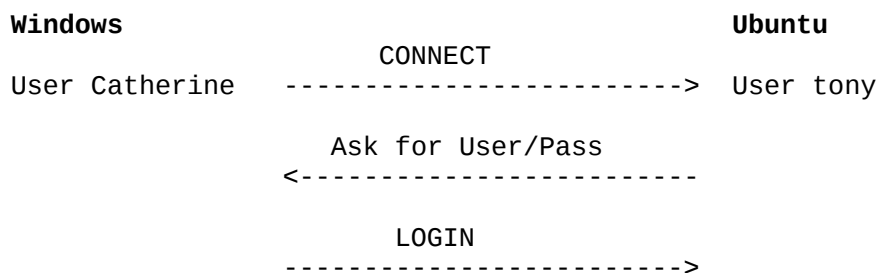 Windows Ubuntu
CONNECT
User Catherine -------------------------> User tony
Ask for User/Pass
<-------------------------
LOGIN
------------------------->